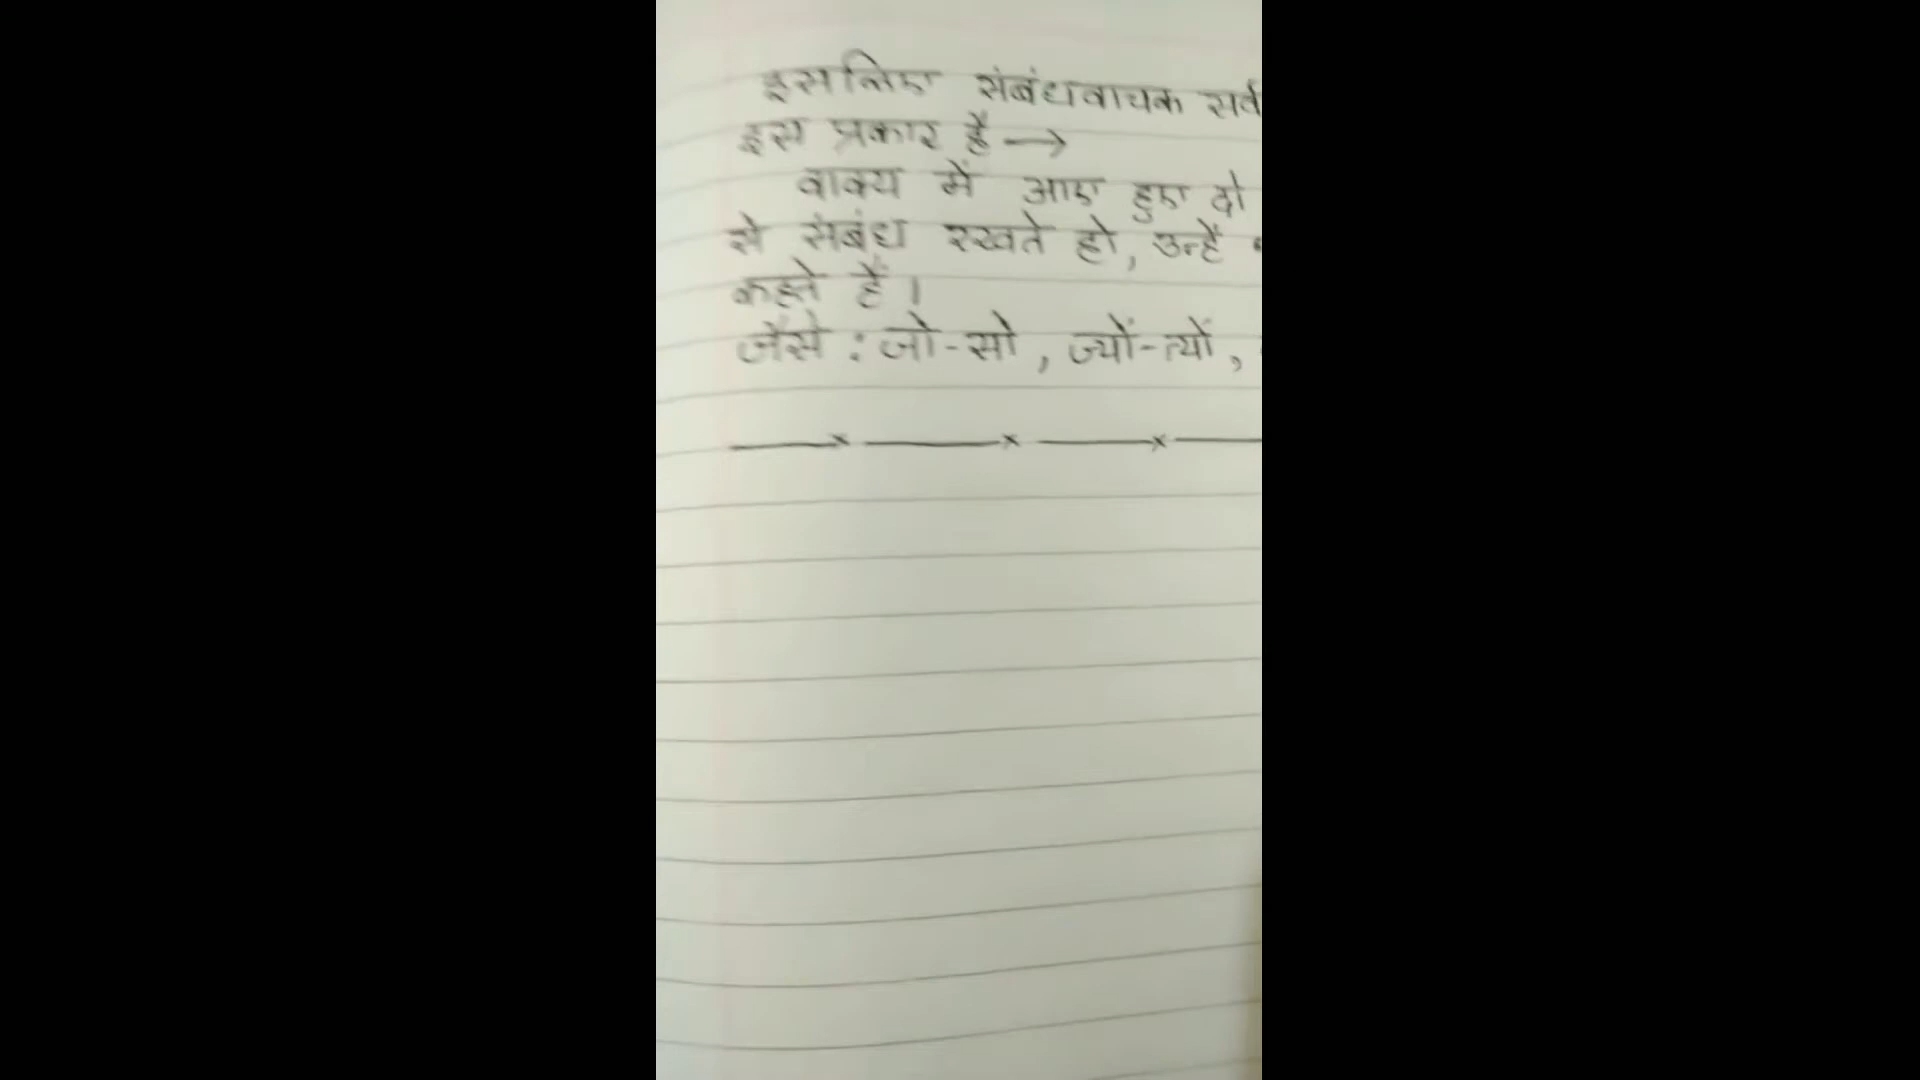 इसलिए संबंधवाचक सर्व
इस प्रकार है →
वाक्य में आए हुए दो
से संबंध रखते हो, उन्हें
कहते हैं ।
जैसे : जो-सो , ज्यों-त्यों ,